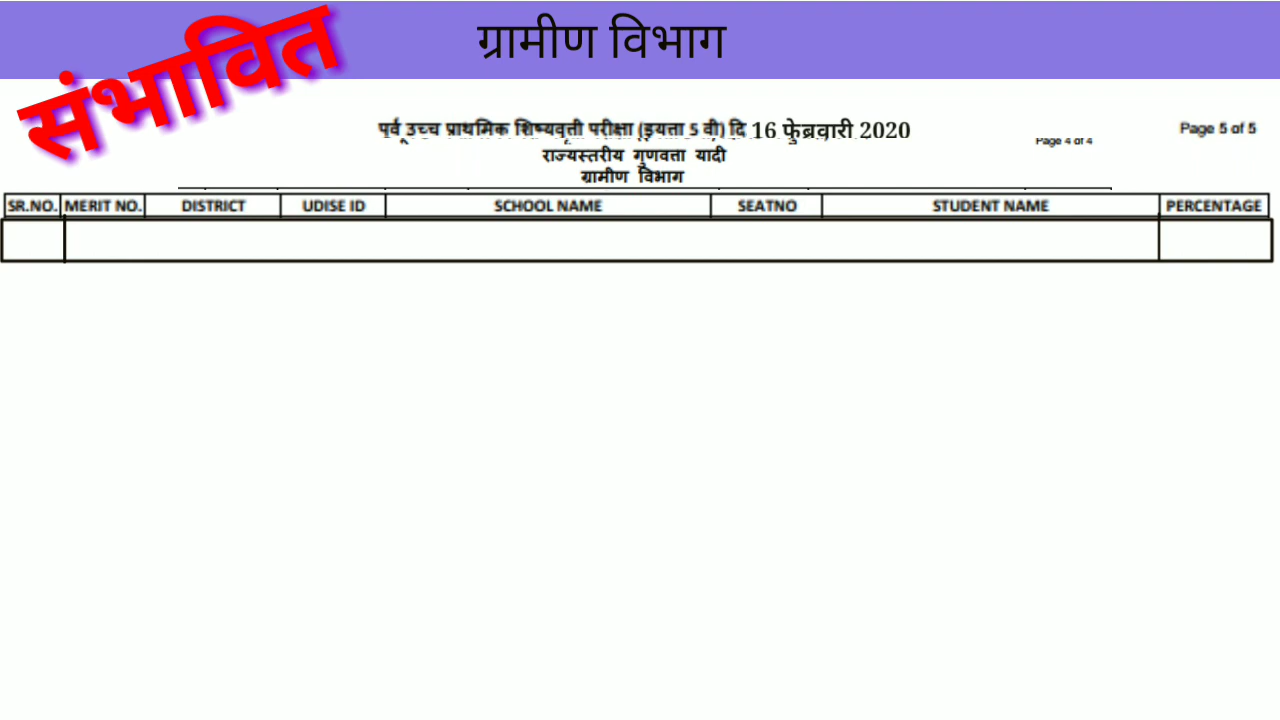 ग्रामीण विभाग
संभावित
पूर्व उच्च प्राथमिक शिष्यवृत्ती परीक्षा (इयत्ता 5 वी) दि 16 फेब्रुवारी 2020
Page 5 of 5
Page 4 of 4
राज्यस्तरीय गुणवत्ता यादी
ग्रामीण विभाग
SR.NO. MERIT NO. DISTRICT UDISE ID SCHOOL NAME SEATNO STUDENT NAME PERCENTAGE